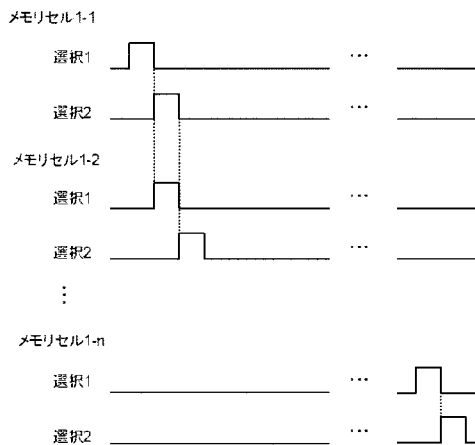 メモリセル1-1
選択1
…
選択2
…
メモリセル1-2
選択1
…
選択2
…
⋮
メモリセル1-n
選択1
…
選択2
…